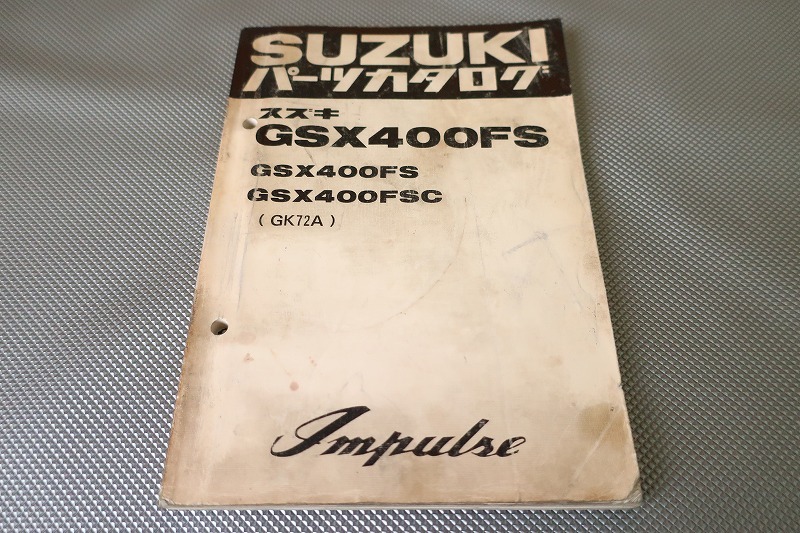 SUZUKI
パーツカタログ
スズキ
GSX400FS
GSX400FS
GSX400FSC
( GK72A )
Impulse